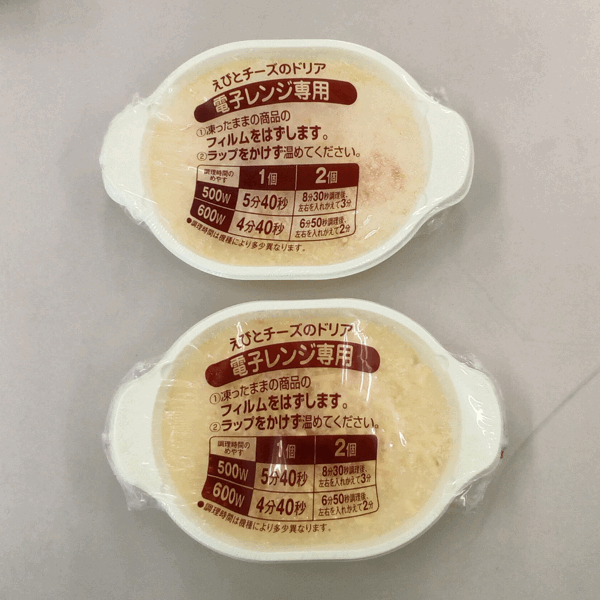 えびとチーズのドリア
電子レンジ専用
①凍ったままの商品の
フィルムをはずします。
②ラップをかけず温めてください。
調理時間の
めやす
1個
2個
500W
5分40秒
8分30秒調理後、
左右を入れかえて3分
600W
4分40秒
6分50秒調理後、
左右を入れかえて2分
●調理時間は機種により多少異なります。
えびとチーズのドリア
電子レンジ専用
①凍ったままの商品の
フィルムをはずします。
②ラップをかけず温めてください。
調理時間の
めやす
1個
2個
500W
5分40秒
8分30秒調理後、
左右を入れかえて3分
600W
4分40秒
6分50秒調理後、
左右を入れかえて2分
●調理時間は機種により多少異なります。